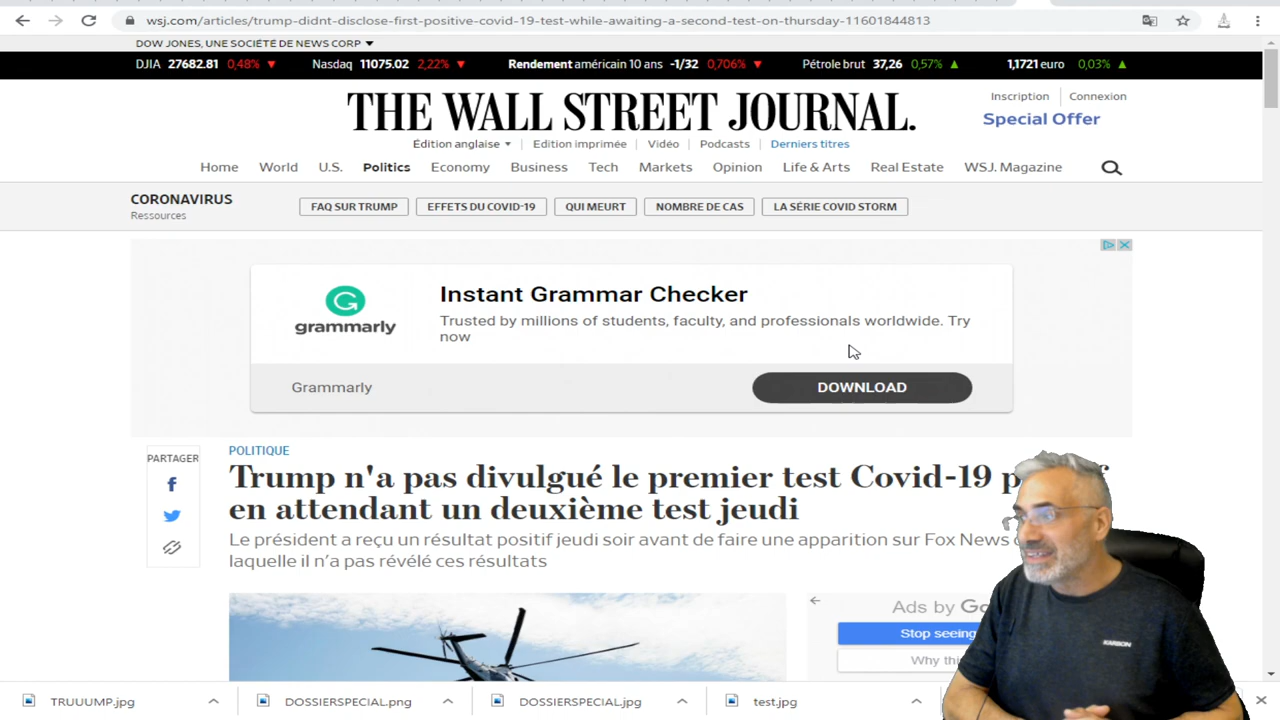 wsj.com/articles/trump-didnt-disclose-first-positive-covid-19-test-while-awaiting-a-second-test-on-thursday-11601844813
DOW JONES, UNE SOCIÉTÉ DE NEWS CORP
DJIA 27682.81 0,48% Nasdaq 11075.02 2,22% Rendement américain 10 ans -1/32 0,706% Pétrole brut 37,26 0,57% 1,1721 euro 0,03%
THE WALL STREET JOURNAL.
Inscription Connexion
Special Offer
Édition anglaise Édition imprimée Vidéo Podcasts Derniers titres
Home World U.S. Politics Economy Business Tech Markets Opinion Life & Arts Real Estate WSJ. Magazine
CORONAVIRUS
Ressources
FAQ SUR TRUMP EFFETS DU COVID-19 QUI MEURT NOMBRE DE CAS LA SÉRIE COVID STORM
Instant Grammar Checker
Trusted by millions of students, faculty, and professionals worldwide. Try
now
grammarly
Grammarly DOWNLOAD
PARTAGER
POLITIQUE
Trump n'a pas divulgué le premier test Covid-19
en attendant un deuxième test jeudi
Le président a reçu un résultat positif jeudi soir avant de faire une apparition sur Fox News
laquelle il n'a pas révélé ces résultats
Ads by
Stop seeing
Why
KARBON
TRUUUMP.jpg DOSSIERSPECIAL.png DOSSIERSPECIAL.jpg test.jpg